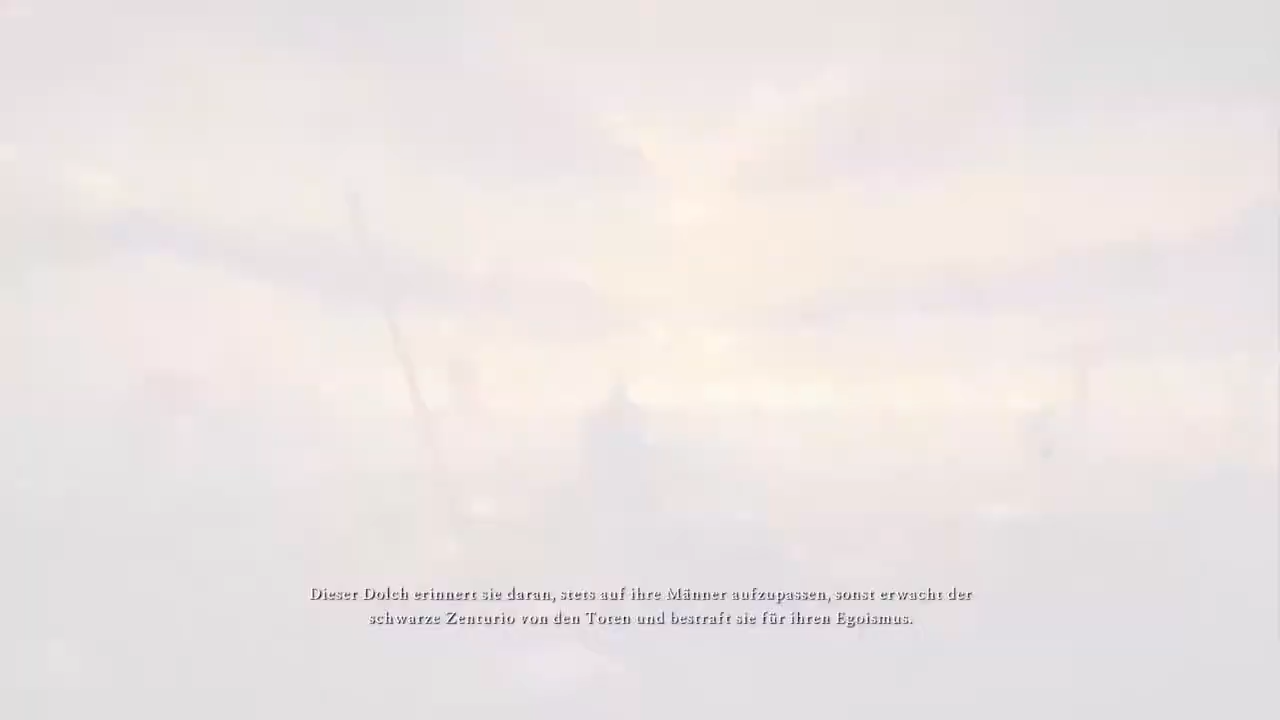 Dieser Dolch erinnert sie daran, stets auf ihre Männer aufzupassen, sonst erwacht der
schwarze Zenturio von den Toten und bestraft sie für ihren Egoismus.